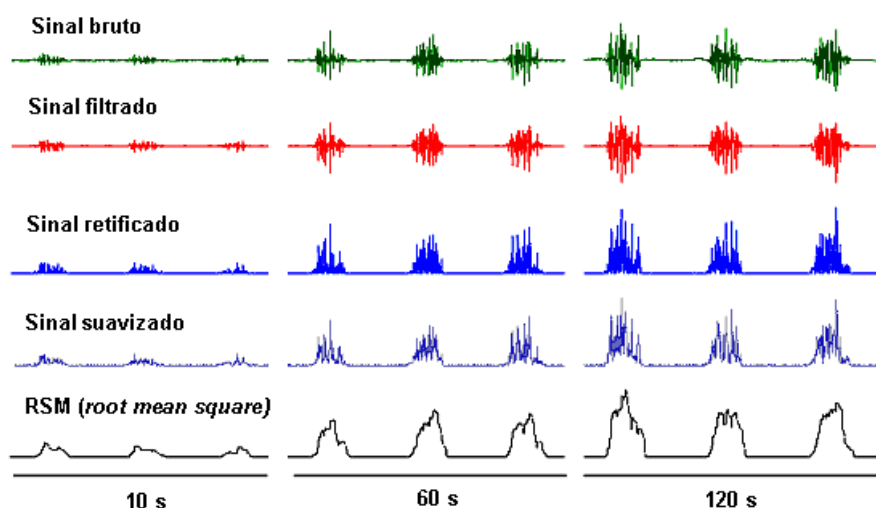 Sinal bruto
Sinal filtrado
Sinal retificado
Sinal suavizado
RSM (root mean square)
10 s
60 s
120 s